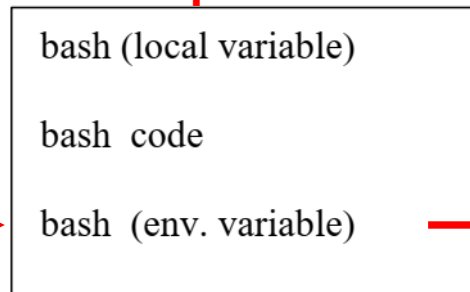 bash (local variable)
bash  code
bash  (env. variable)